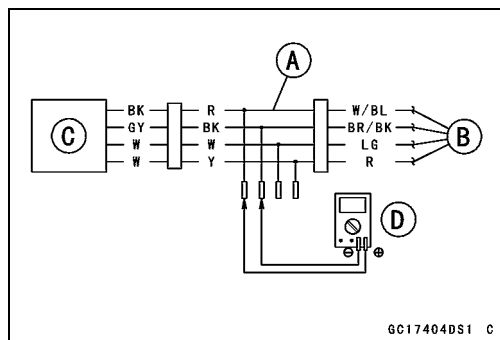 A
BK R W/BL
GY BK BR/BK
C B
W W LG
W Y R
D
⊖ ⊕
GC17404DS1 C